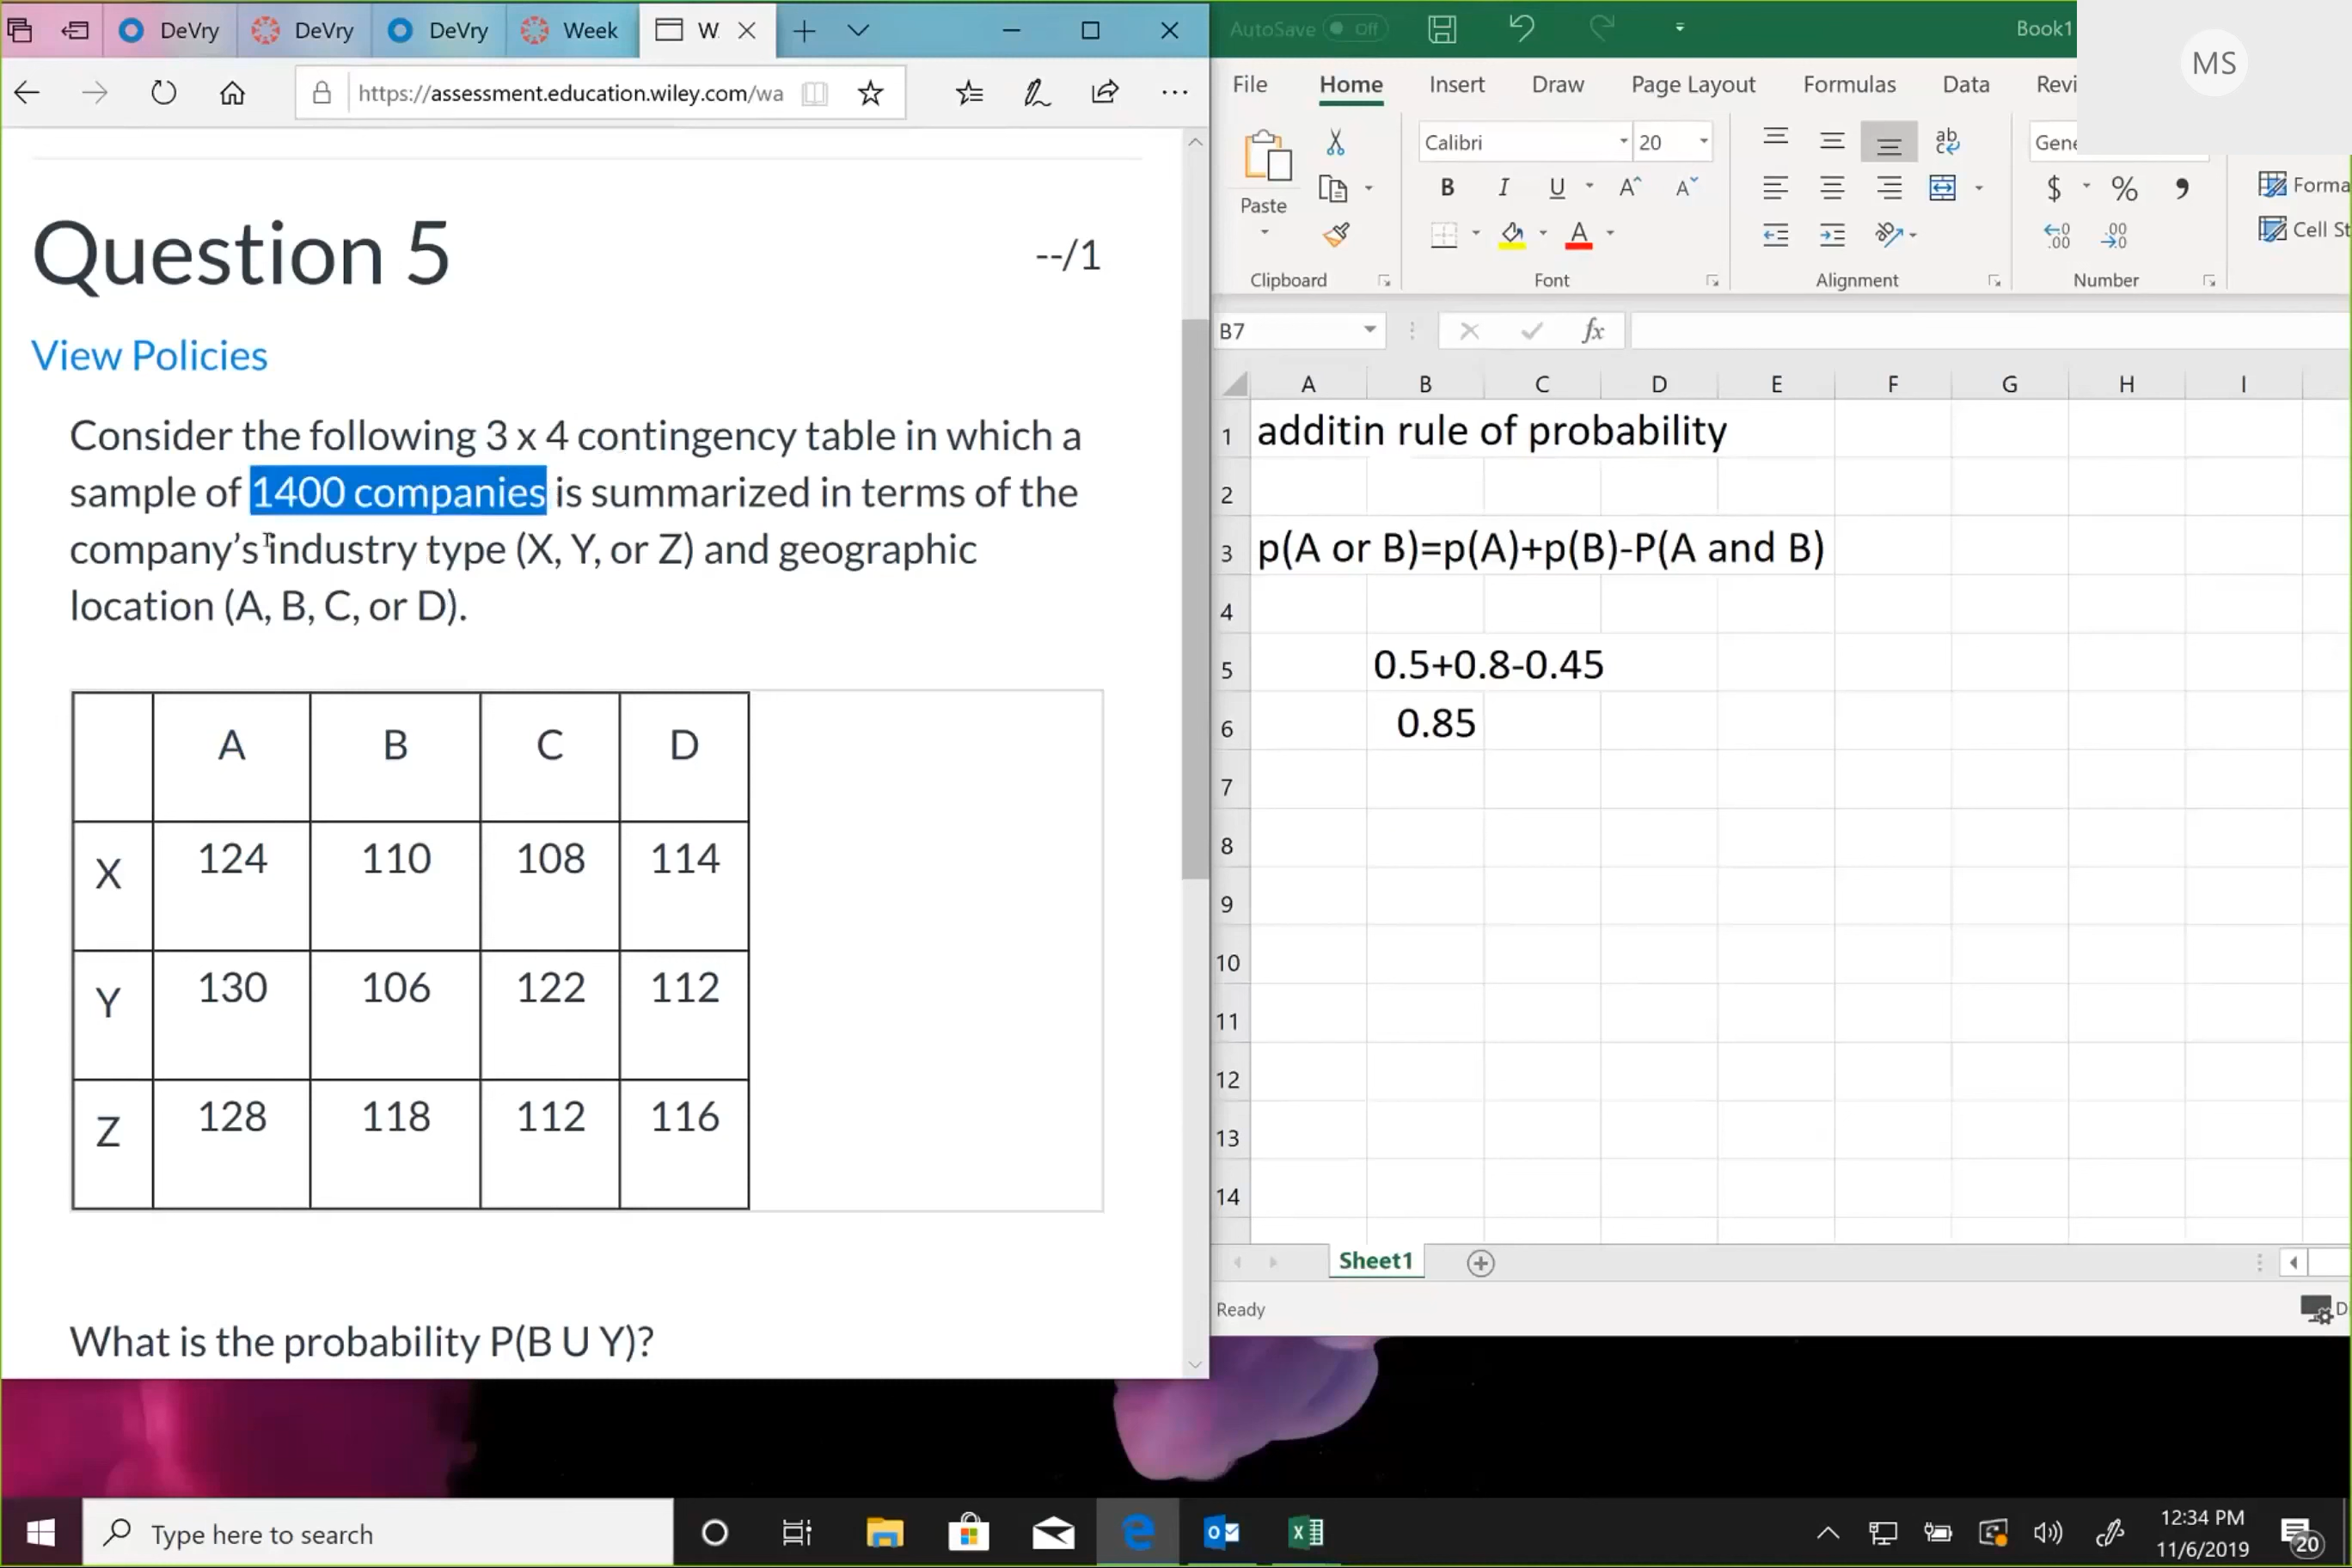 DeVry
DeVry
DeVry
Week
W
https://assessment.education.wiley.com/wa
Question 5
--/1
View Policies
Consider the following 3 x 4 contingency table in which a
sample of 1400 companies is summarized in terms of the
company's industry type (X, Y, or Z) and geographic
location (A, B, C, or D).
A B C D
X 124 110 108 114
Y 130 106 122 112
Z 128 118 112 116
What is the probability P(B U Y)?
AutoSave Off
Book1
MS
File Home Insert Draw Page Layout Formulas Data Revi
Paste
Calibri 20
B I U A A
ab
c
Gene
$ % ,
Forma
Cell St
A
←0 .00
.00 →0
Clipboard Font Alignment Number
B7
fx
A B C D E F G H I
1 additin rule of probability
2
3 p(A or B)=p(A)+p(B)-P(A and B)
4
5 0.5+0.8-0.45
6 0.85
7
8
9
10
11
12
13
14
Sheet1
Ready
D
Type here to search
12:34 PM
11/6/2019
20